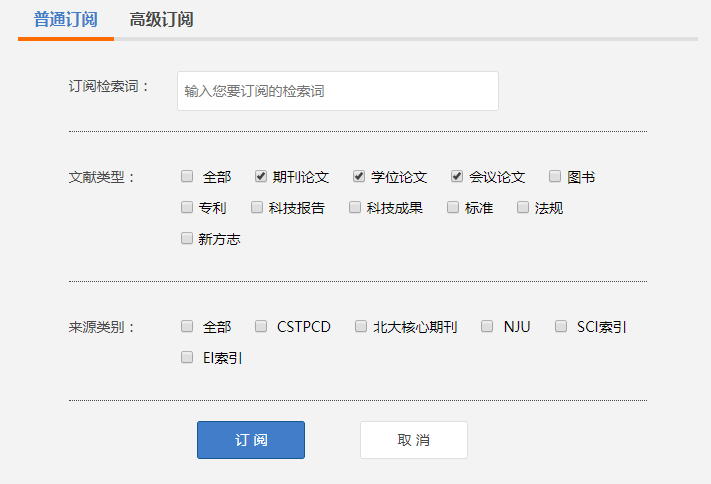 普通订阅 高级订阅
订阅检索词： 输入您要订阅的检索词
文献类型： 全部 期刊论文 学位论文 会议论文 图书
专利 科技报告 科技成果 标准 法规
新方志
来源类别： 全部 CSTPCD 北大核心期刊 NJU SCI索引
EI索引
订 阅 取 消